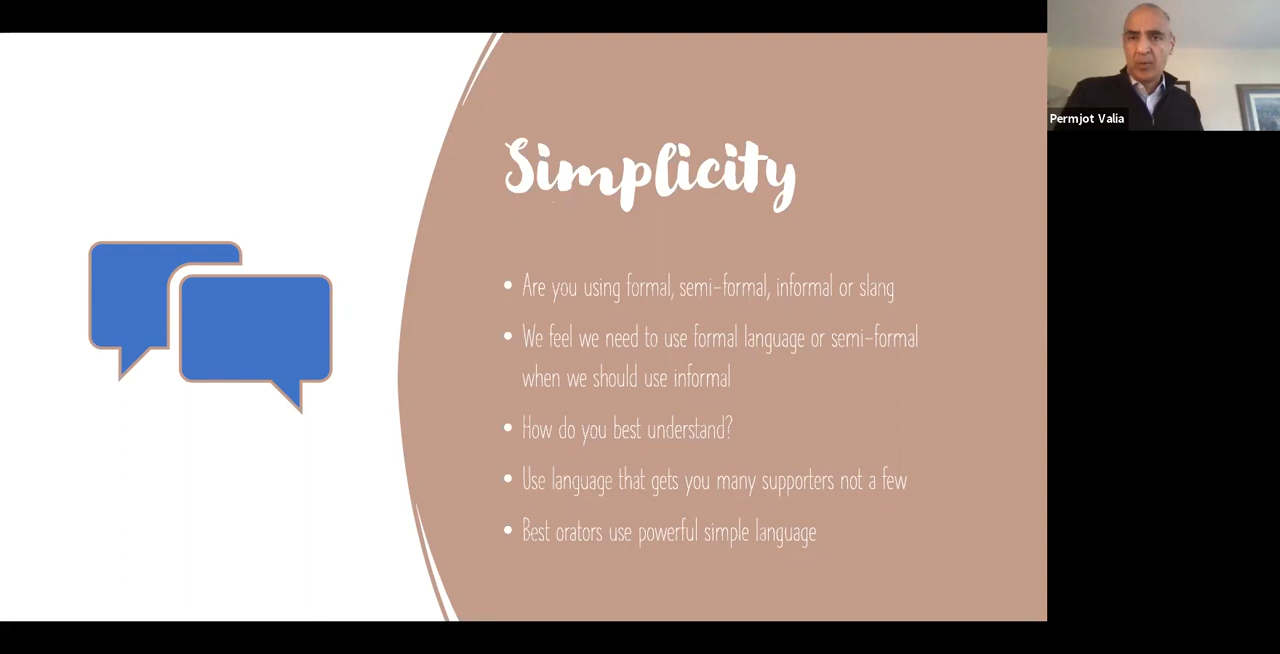 Simplicity
• Are you using formal, semi-formal, informal or slang
• We feel we need to use formal language or semi-formal
when we should use informal
• How do you best understand?
• Use language that gets you many supporters not a few
• Best orators use powerful simple language
Permjot Valia